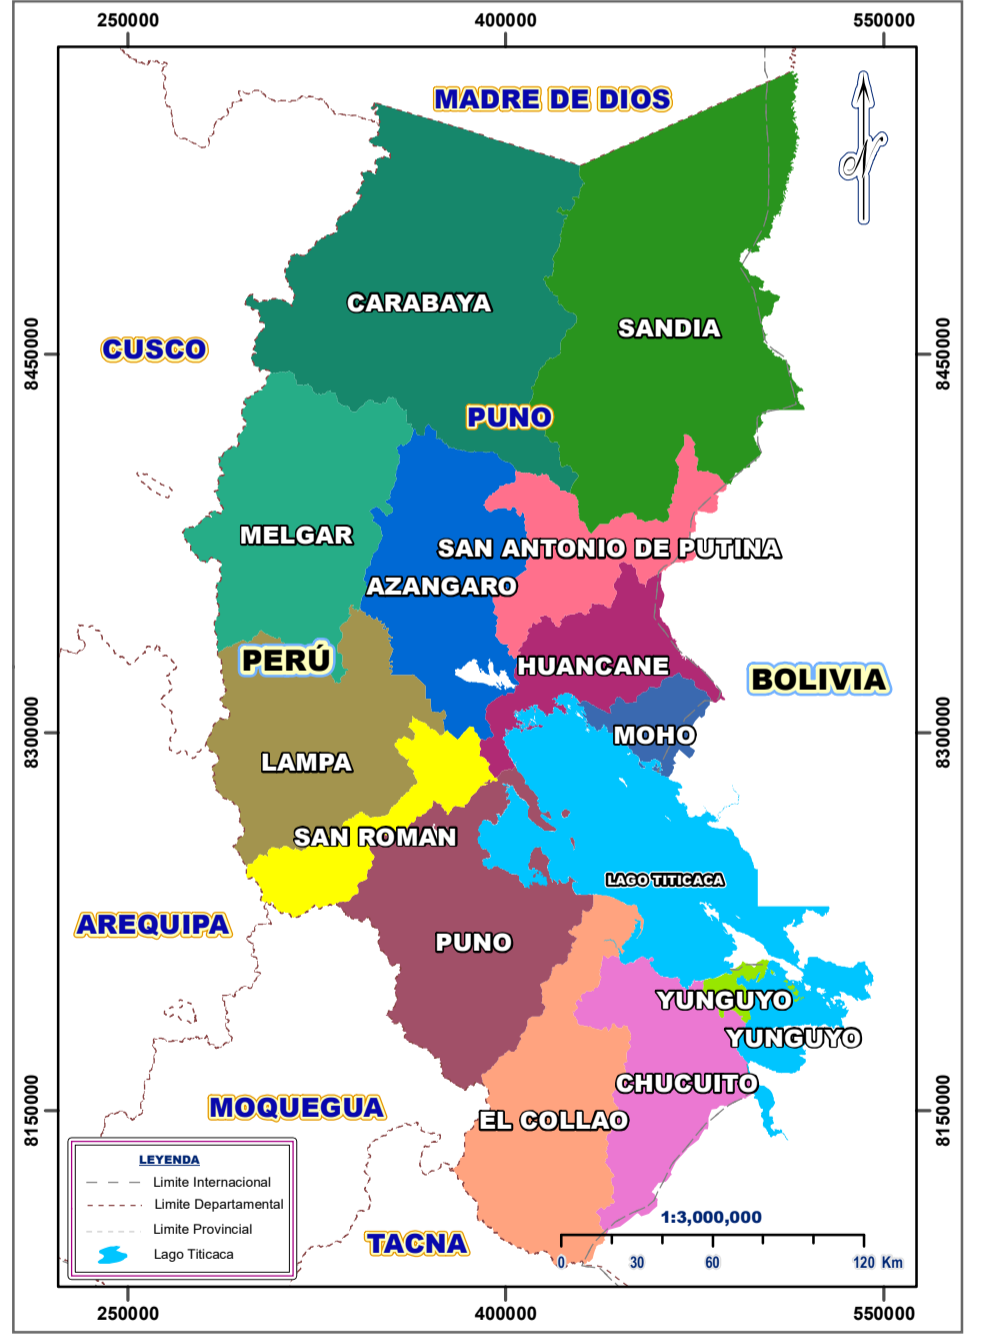 250000 400000 550000
MADRE DE DIOS
N
CARABAYA
SANDIA
CUSCO
8450000 8450000
PUNO
MELGAR
SAN ANTONIO DE PUTINA
AZANGARO
PERÚ
HUANCANE
BOLIVIA
8300000 8300000
MOHO
LAMPA
SAN ROMAN
LAGO TITICACA
AREQUIPA
PUNO
YUNGUYO
YUNGUYO
CHUCUITO
MOQUEGUA
EL COLLAO
8150000 8150000
LEYENDA
Limite Internacional
Limite Departamental
Limite Provincial
Lago Titicaca
TACNA
1:3,000,000
0 30 60 120 Km
250000 400000 550000